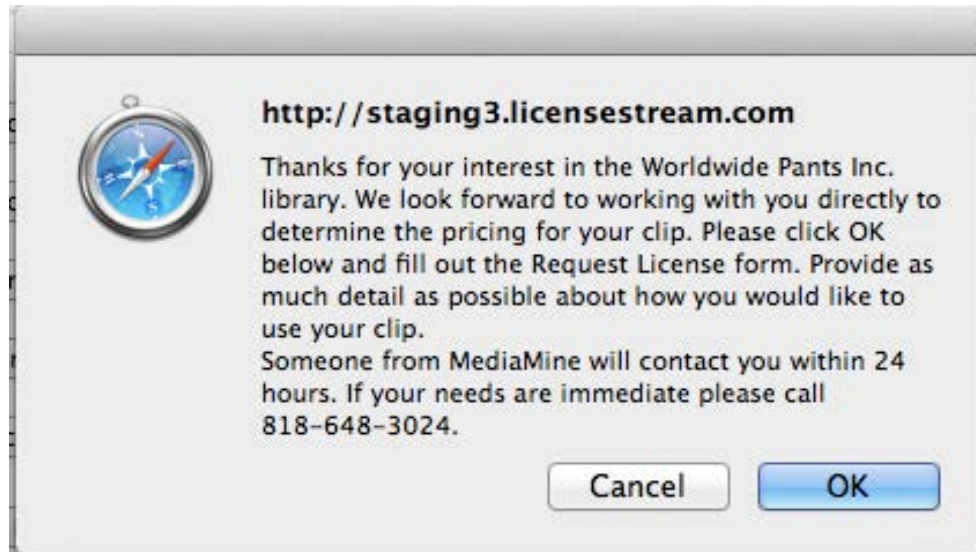 http://staging3.licensestream.com
Thanks for your interest in the Worldwide Pants Inc.
library. We look forward to working with you directly to
determine the pricing for your clip. Please click OK
below and fill out the Request License form. Provide as
much detail as possible about how you would like to
use your clip.
Someone from MediaMine will contact you within 24
hours. If your needs are immediate please call
818-648-3024.
Cancel OK